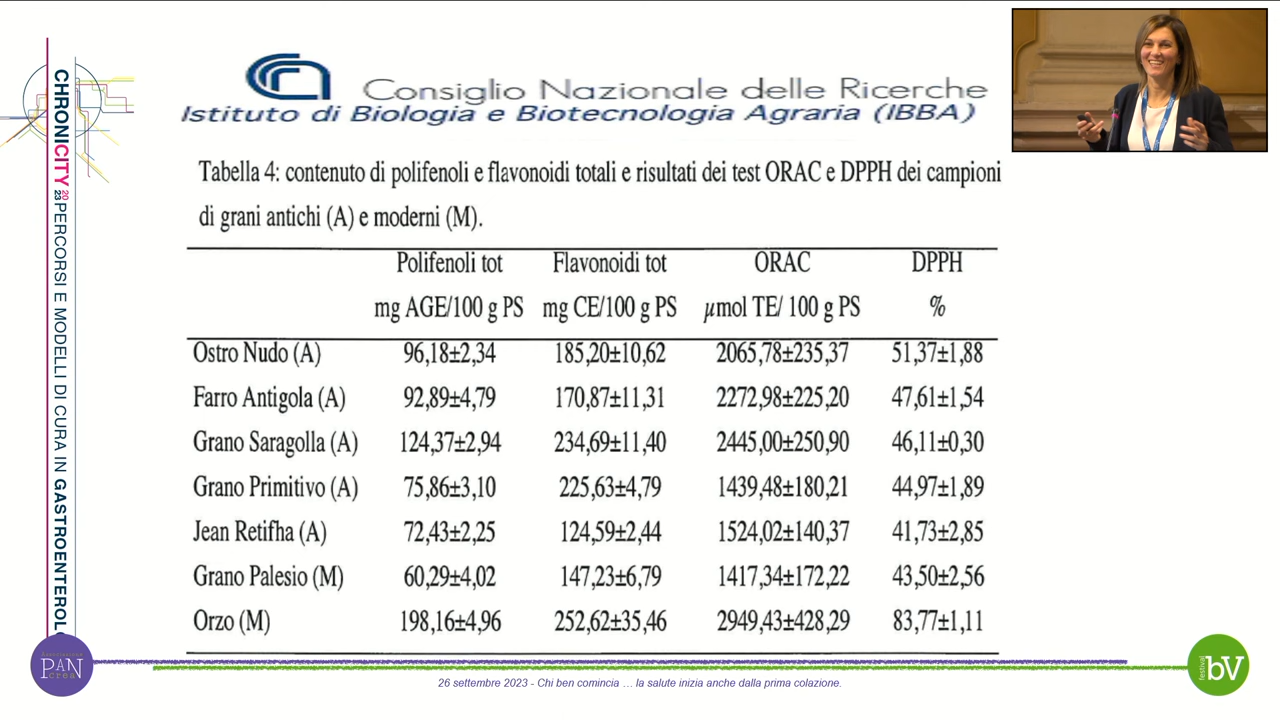 CHRONICITY 2023 PERCORSI E MODELLI DI CURA IN GASTROENTEROL
Consiglio Nazionale delle Ricerche
Istituto di Biologia e Biotecnologia Agraria (IBBA)
Tabella 4: contenuto di polifenoli e flavonoidi totali e risultati dei test ORAC e DPPH dei campioni
di grani antichi (A) e moderni (M).
Polifenoli tot Flavonoidi tot ORAC DPPH
mg AGE/100 g PS mg CE/100 g PS µmol TE/ 100 g PS %
Ostro Nudo (A) 96,18±2,34 185,20±10,62 2065,78±235,37 51,37±1,88
Farro Antigola (A) 92,89±4,79 170,87±11,31 2272,98±225,20 47,61±1,54
Grano Saragolla (A) 124,37±2,94 234,69±11,40 2445,00±250,90 46,11±0,30
Grano Primitivo (A) 75,86±3,10 225,63±4,79 1439,48±180,21 44,97±1,89
Jean Retifha (A) 72,43±2,25 124,59±2,44 1524,02±140,37 41,73±2,85
Grano Palesio (M) 60,29±4,02 147,23±6,79 1417,34±172,22 43,50±2,56
Orzo (M) 198,16±4,96 252,62±35,46 2949,43±428,29 83,77±1,11
PAN
crea
festival
bV
26 settembre 2023 - Chi ben comincia … la salute inizia anche dalla prima colazione.